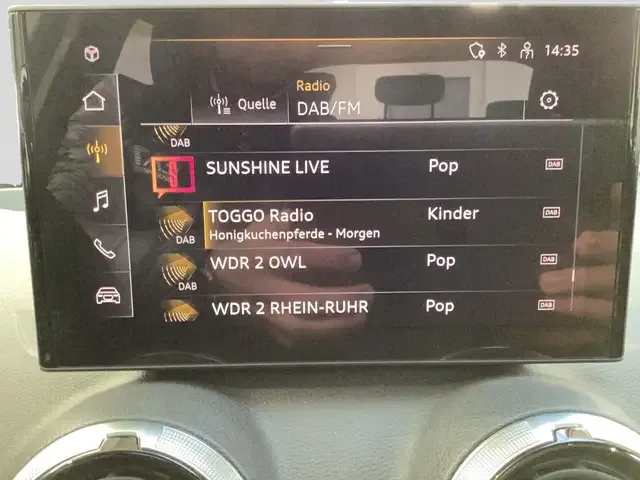 14:35
Radio
Quelle DAB/FM
DAB
SUNSHINE LIVE Pop DAB
TOGGO Radio Kinder DAB
DAB Honigkuchenpferde - Morgen
WDR 2 OWL Pop DAB
DAB
WDR 2 RHEIN-RUHR Pop DAB